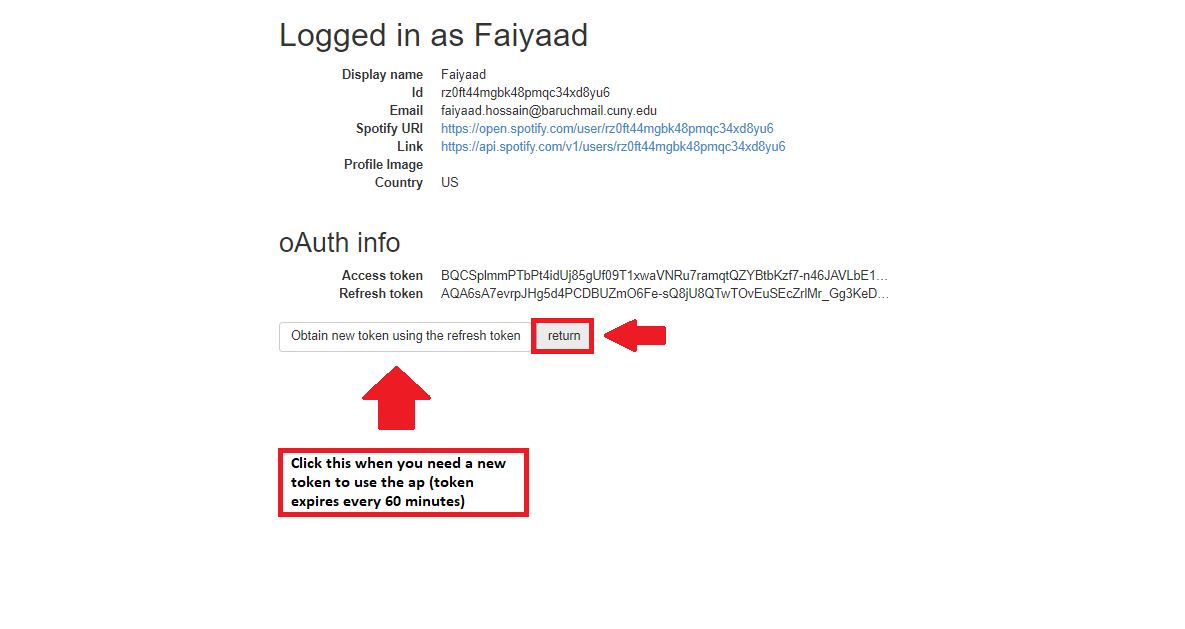 Logged in as Faiyaad
Display name Faiyaad
Id rz0ft44mgbk48pmqc34xd8yu6
Email faiyaad.hossain@baruchmail.cuny.edu
Spotify URI https://open.spotify.com/user/rz0ft44mgbk48pmqc34xd8yu6
Link https://api.spotify.com/v1/users/rz0ft44mgbk48pmqc34xd8yu6
Profile Image
Country US
oAuth info
Access token BQCSplmmPTbPt4idUj85gUf09T1xwaVNRu7ramqtQZYBtbKzf7-n46JAVLbE1…
Refresh token AQA6sA7evrpJHg5d4PCDBUZmO6Fe-sQ8jU8QTwTOvEuSEcZrlMr_Gg3KeD…
Obtain new token using the refresh token return
Click this when you need a new
token to use the ap (token
expires every 60 minutes)